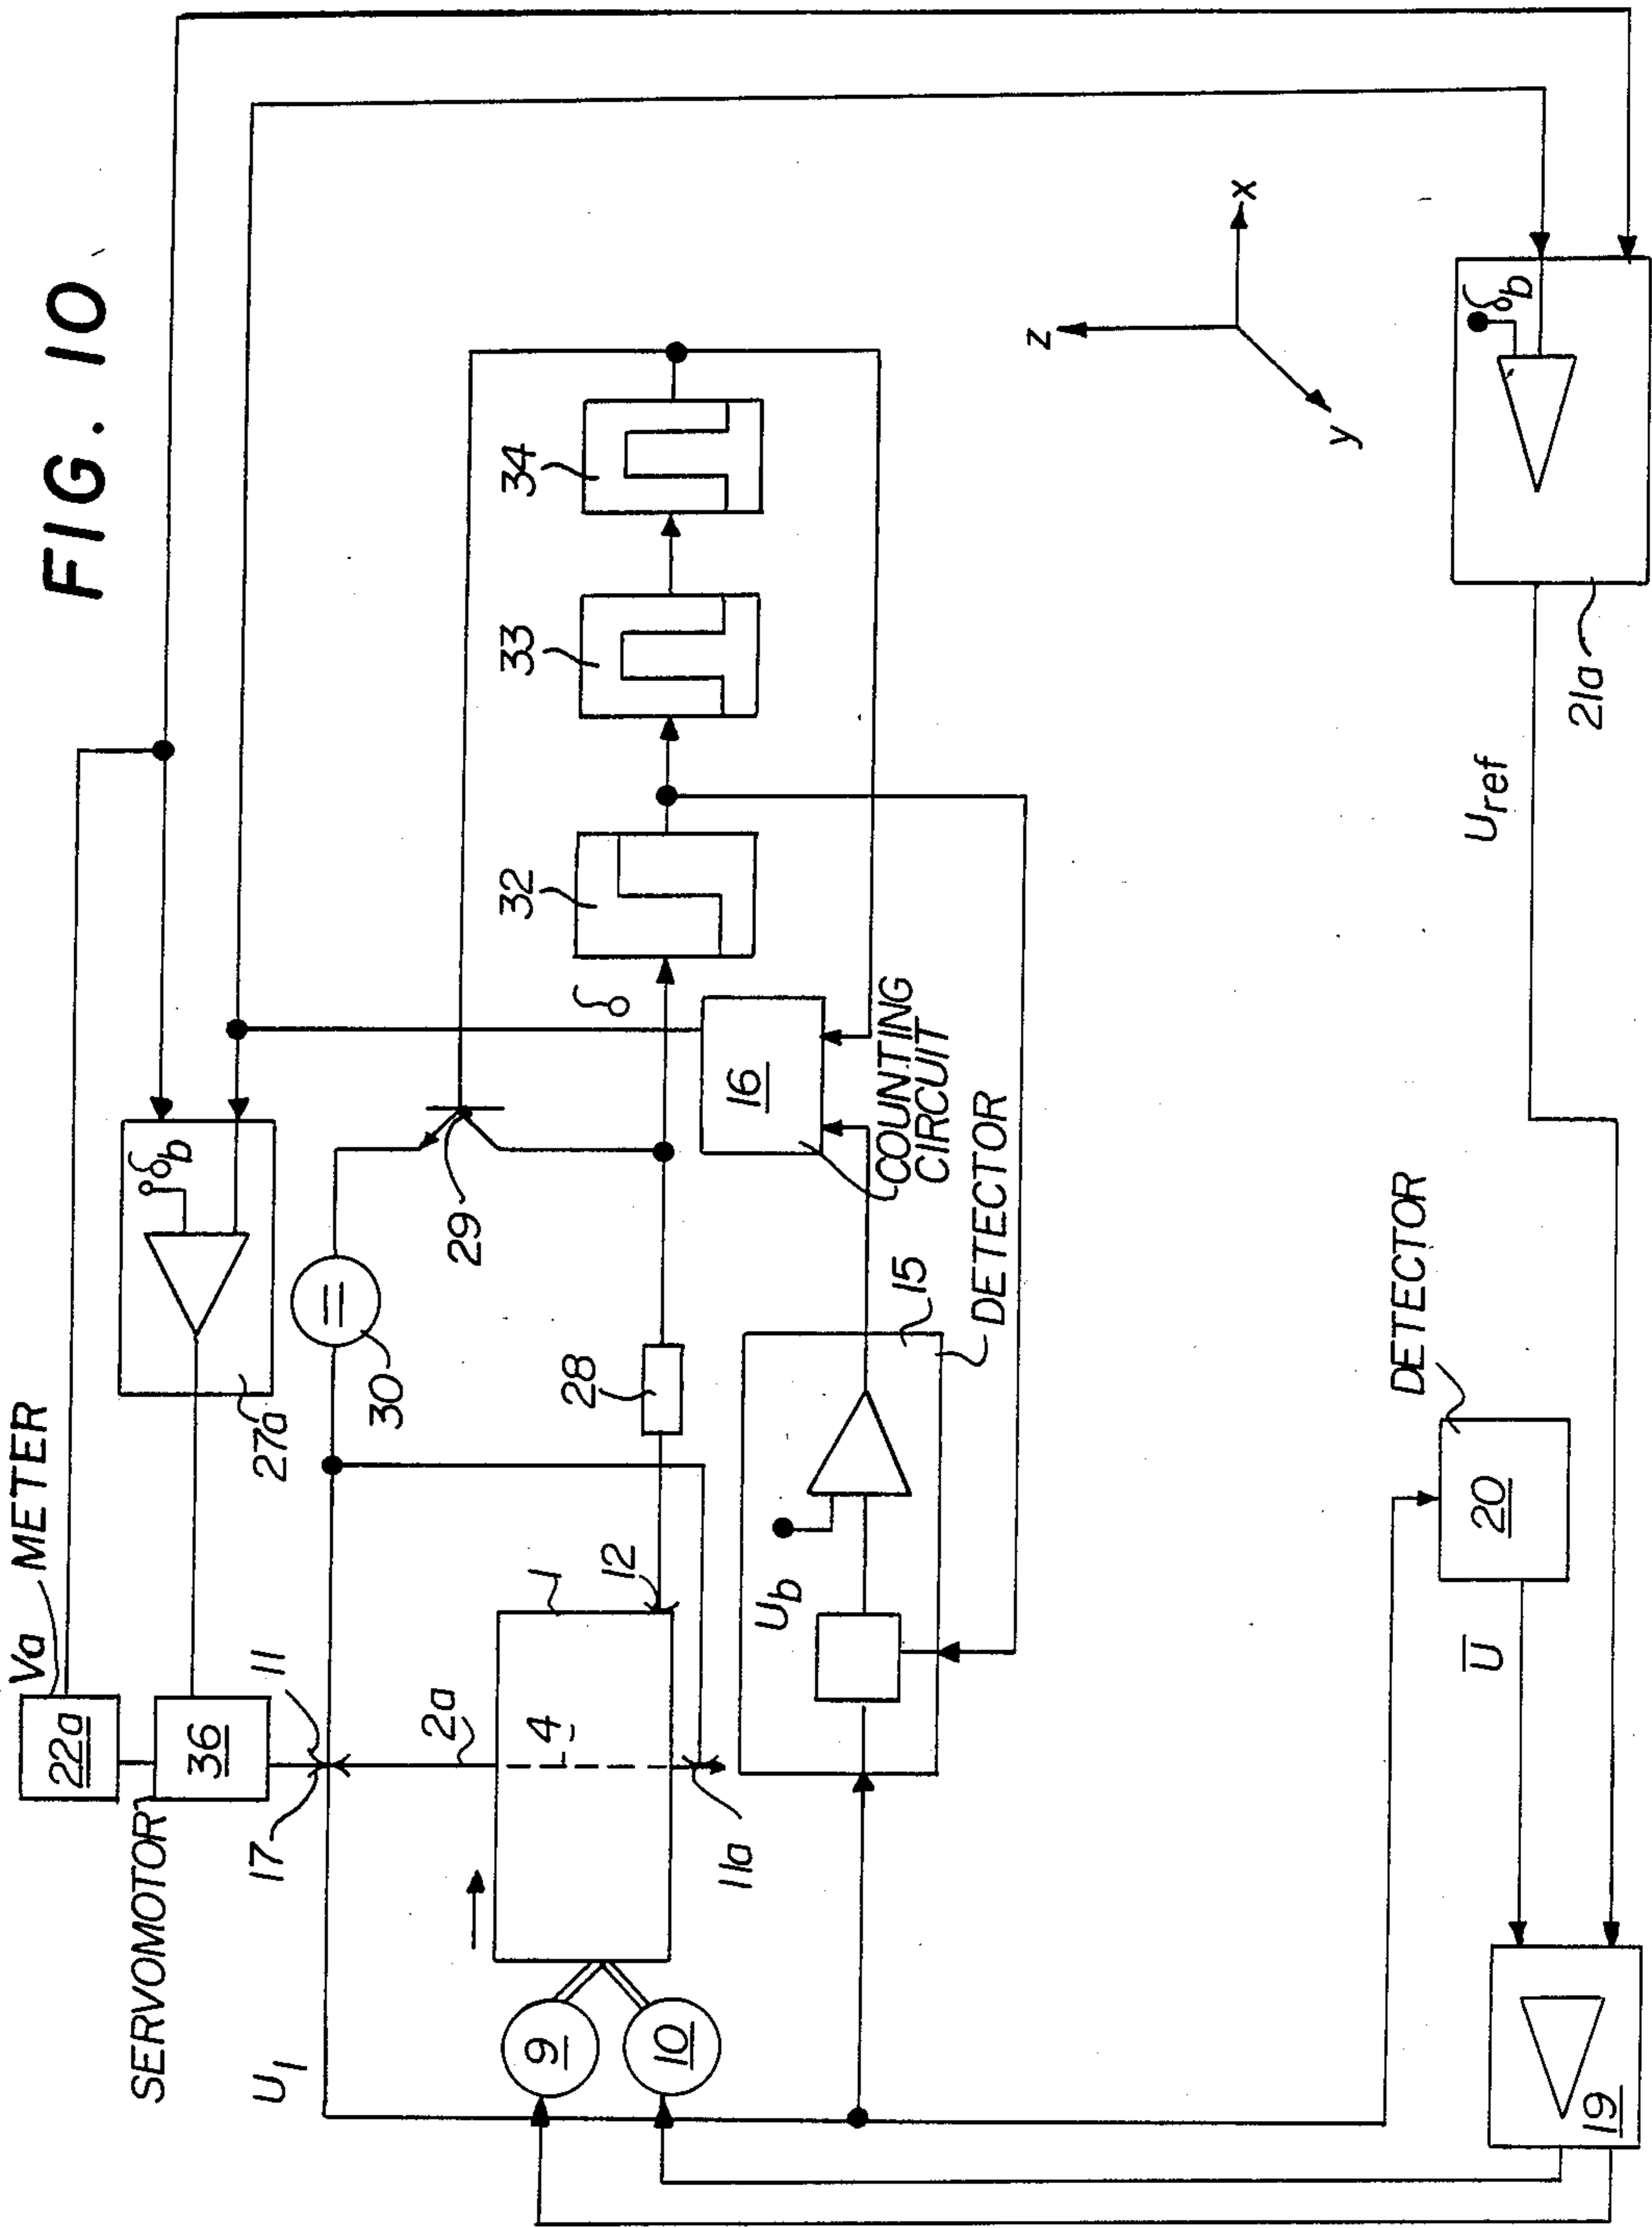 FIG. 10
Va METER
22a
SERVOMOTOR
36
17
11
27a
δb
U1
30
29
2a
1
4
12
28
δ
32
33
34
9
10
11a
16
COUNTING
CIRCUIT
Ub
15
DETECTOR
z
x
y
DETECTOR
20
U̅
Uref
21a
δb
19